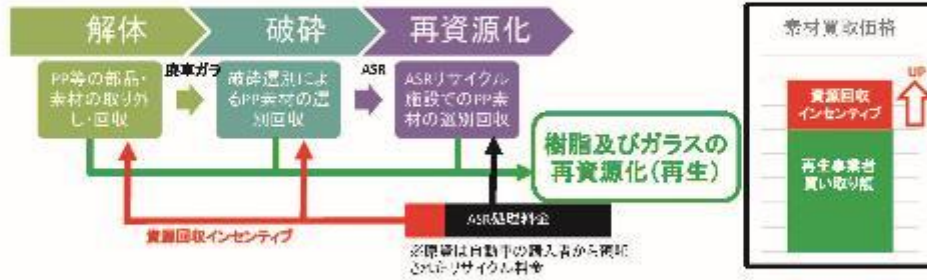 解体
破砕
再資源化
素材買取価格
PP等の部品・
素材の取り外
し・回収
廃車ガラ
破砕選別によ
るPP素材の選
別回収
ASR
ASRリサイクル
施設でのPP素
材の選別回収
樹脂及びガラスの
再資源化(再生)
UP
資源回収
インセンティブ
再生事業者
買い取り額
ASR処理料金
資源回収インセンティブ
※原資は自動車の購入者から預託
されたリサイクル料金